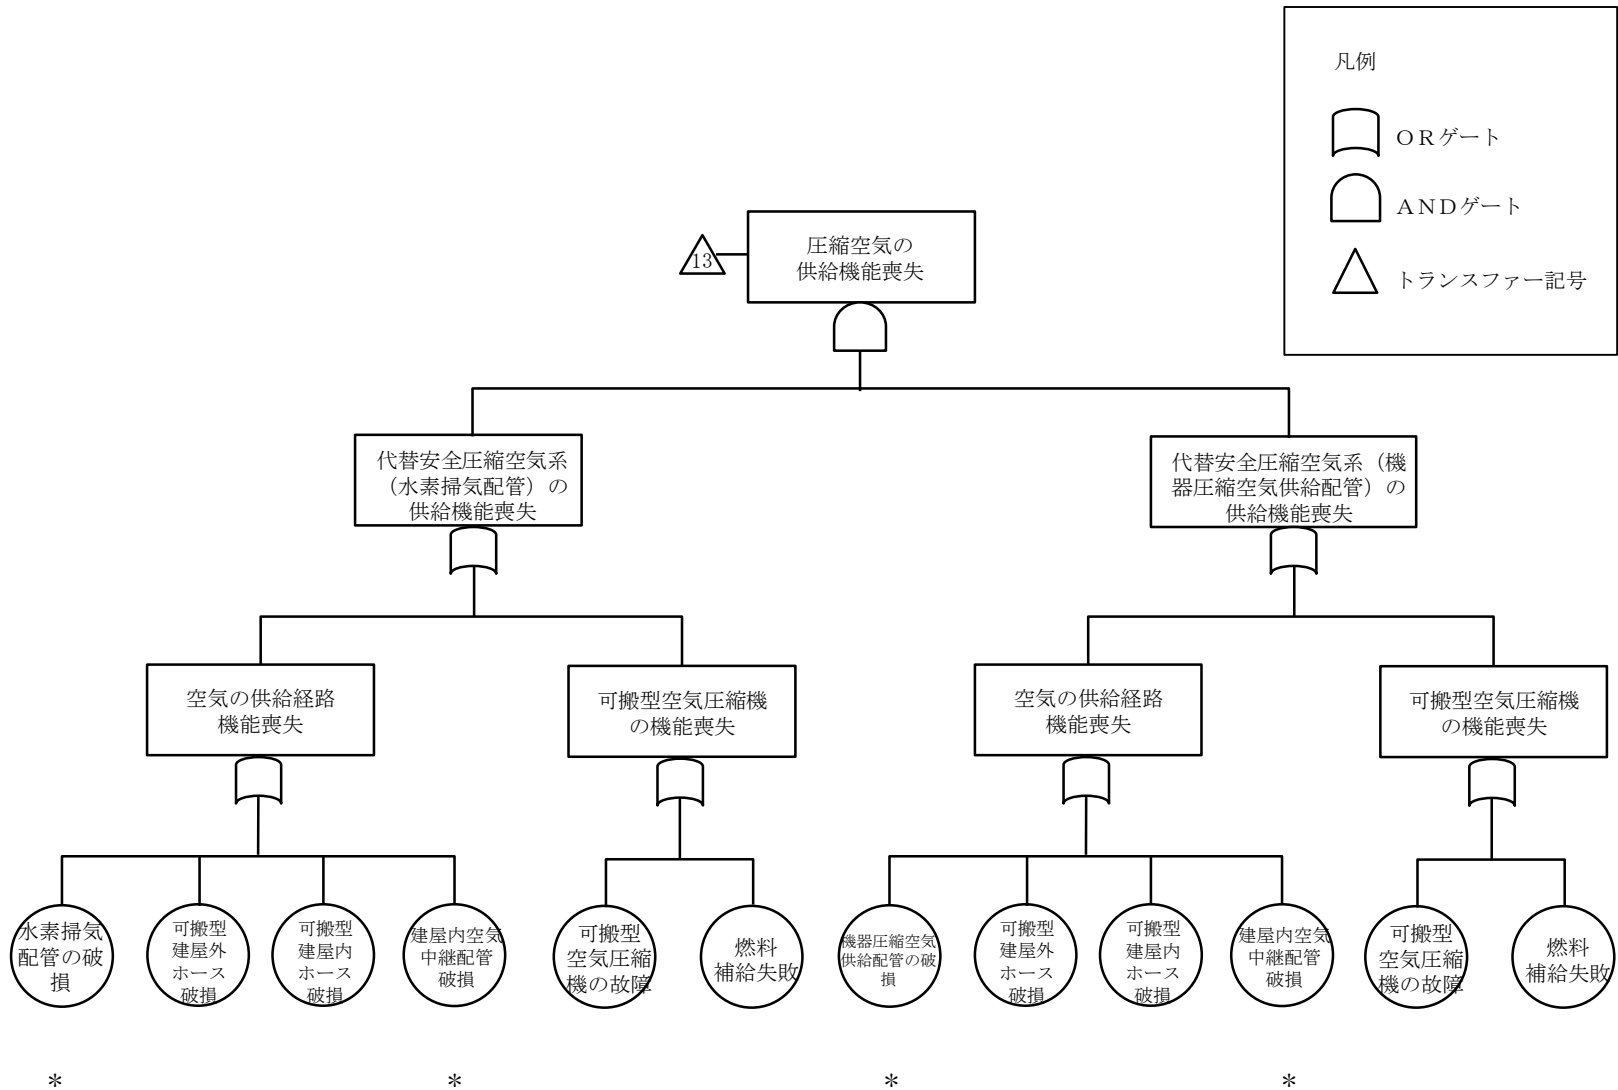 凡例
ORゲート
ANDゲート
トランスファー記号
13
圧縮空気の
供給機能喪失
代替安全圧縮空気系
（水素掃気配管）の
供給機能喪失
代替安全圧縮空気系（機
器圧縮空気供給配管）の
供給機能喪失
空気の供給経路
機能喪失
可搬型空気圧縮機
の機能喪失
空気の供給経路
機能喪失
可搬型空気圧縮機
の機能喪失
水素掃気
配管の破
損
可搬型
建屋外
ホース
破損
可搬型
建屋内
ホース
破損
建屋内空気
中継配管
破損
可搬型
空気圧縮
機の故障
燃料
補給失敗
機器圧縮空気
供給配管の破
損
可搬型
建屋外
ホース
破損
可搬型
建屋内
ホース
破損
建屋内空気
中継配管
破損
可搬型
空気圧縮
機の故障
燃料
補給失敗
＊
＊
＊
＊